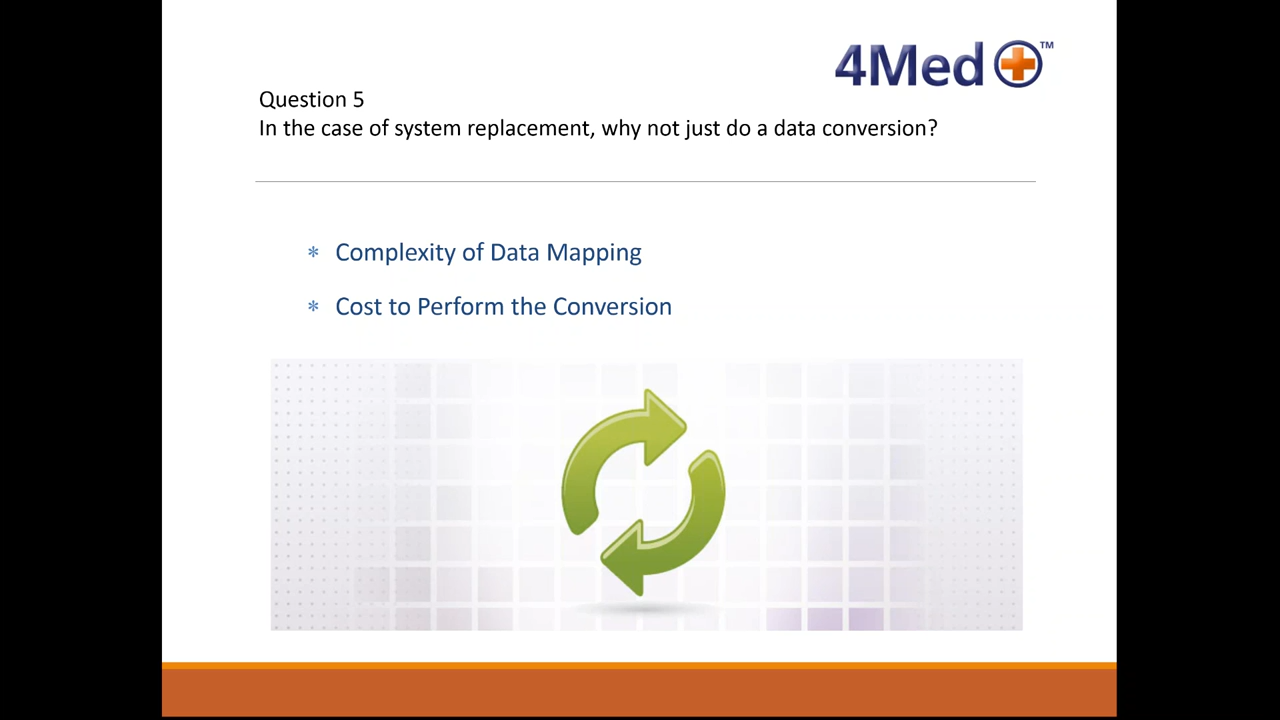 4Med ™
Question 5
In the case of system replacement, why not just do a data conversion?
* Complexity of Data Mapping
* Cost to Perform the Conversion